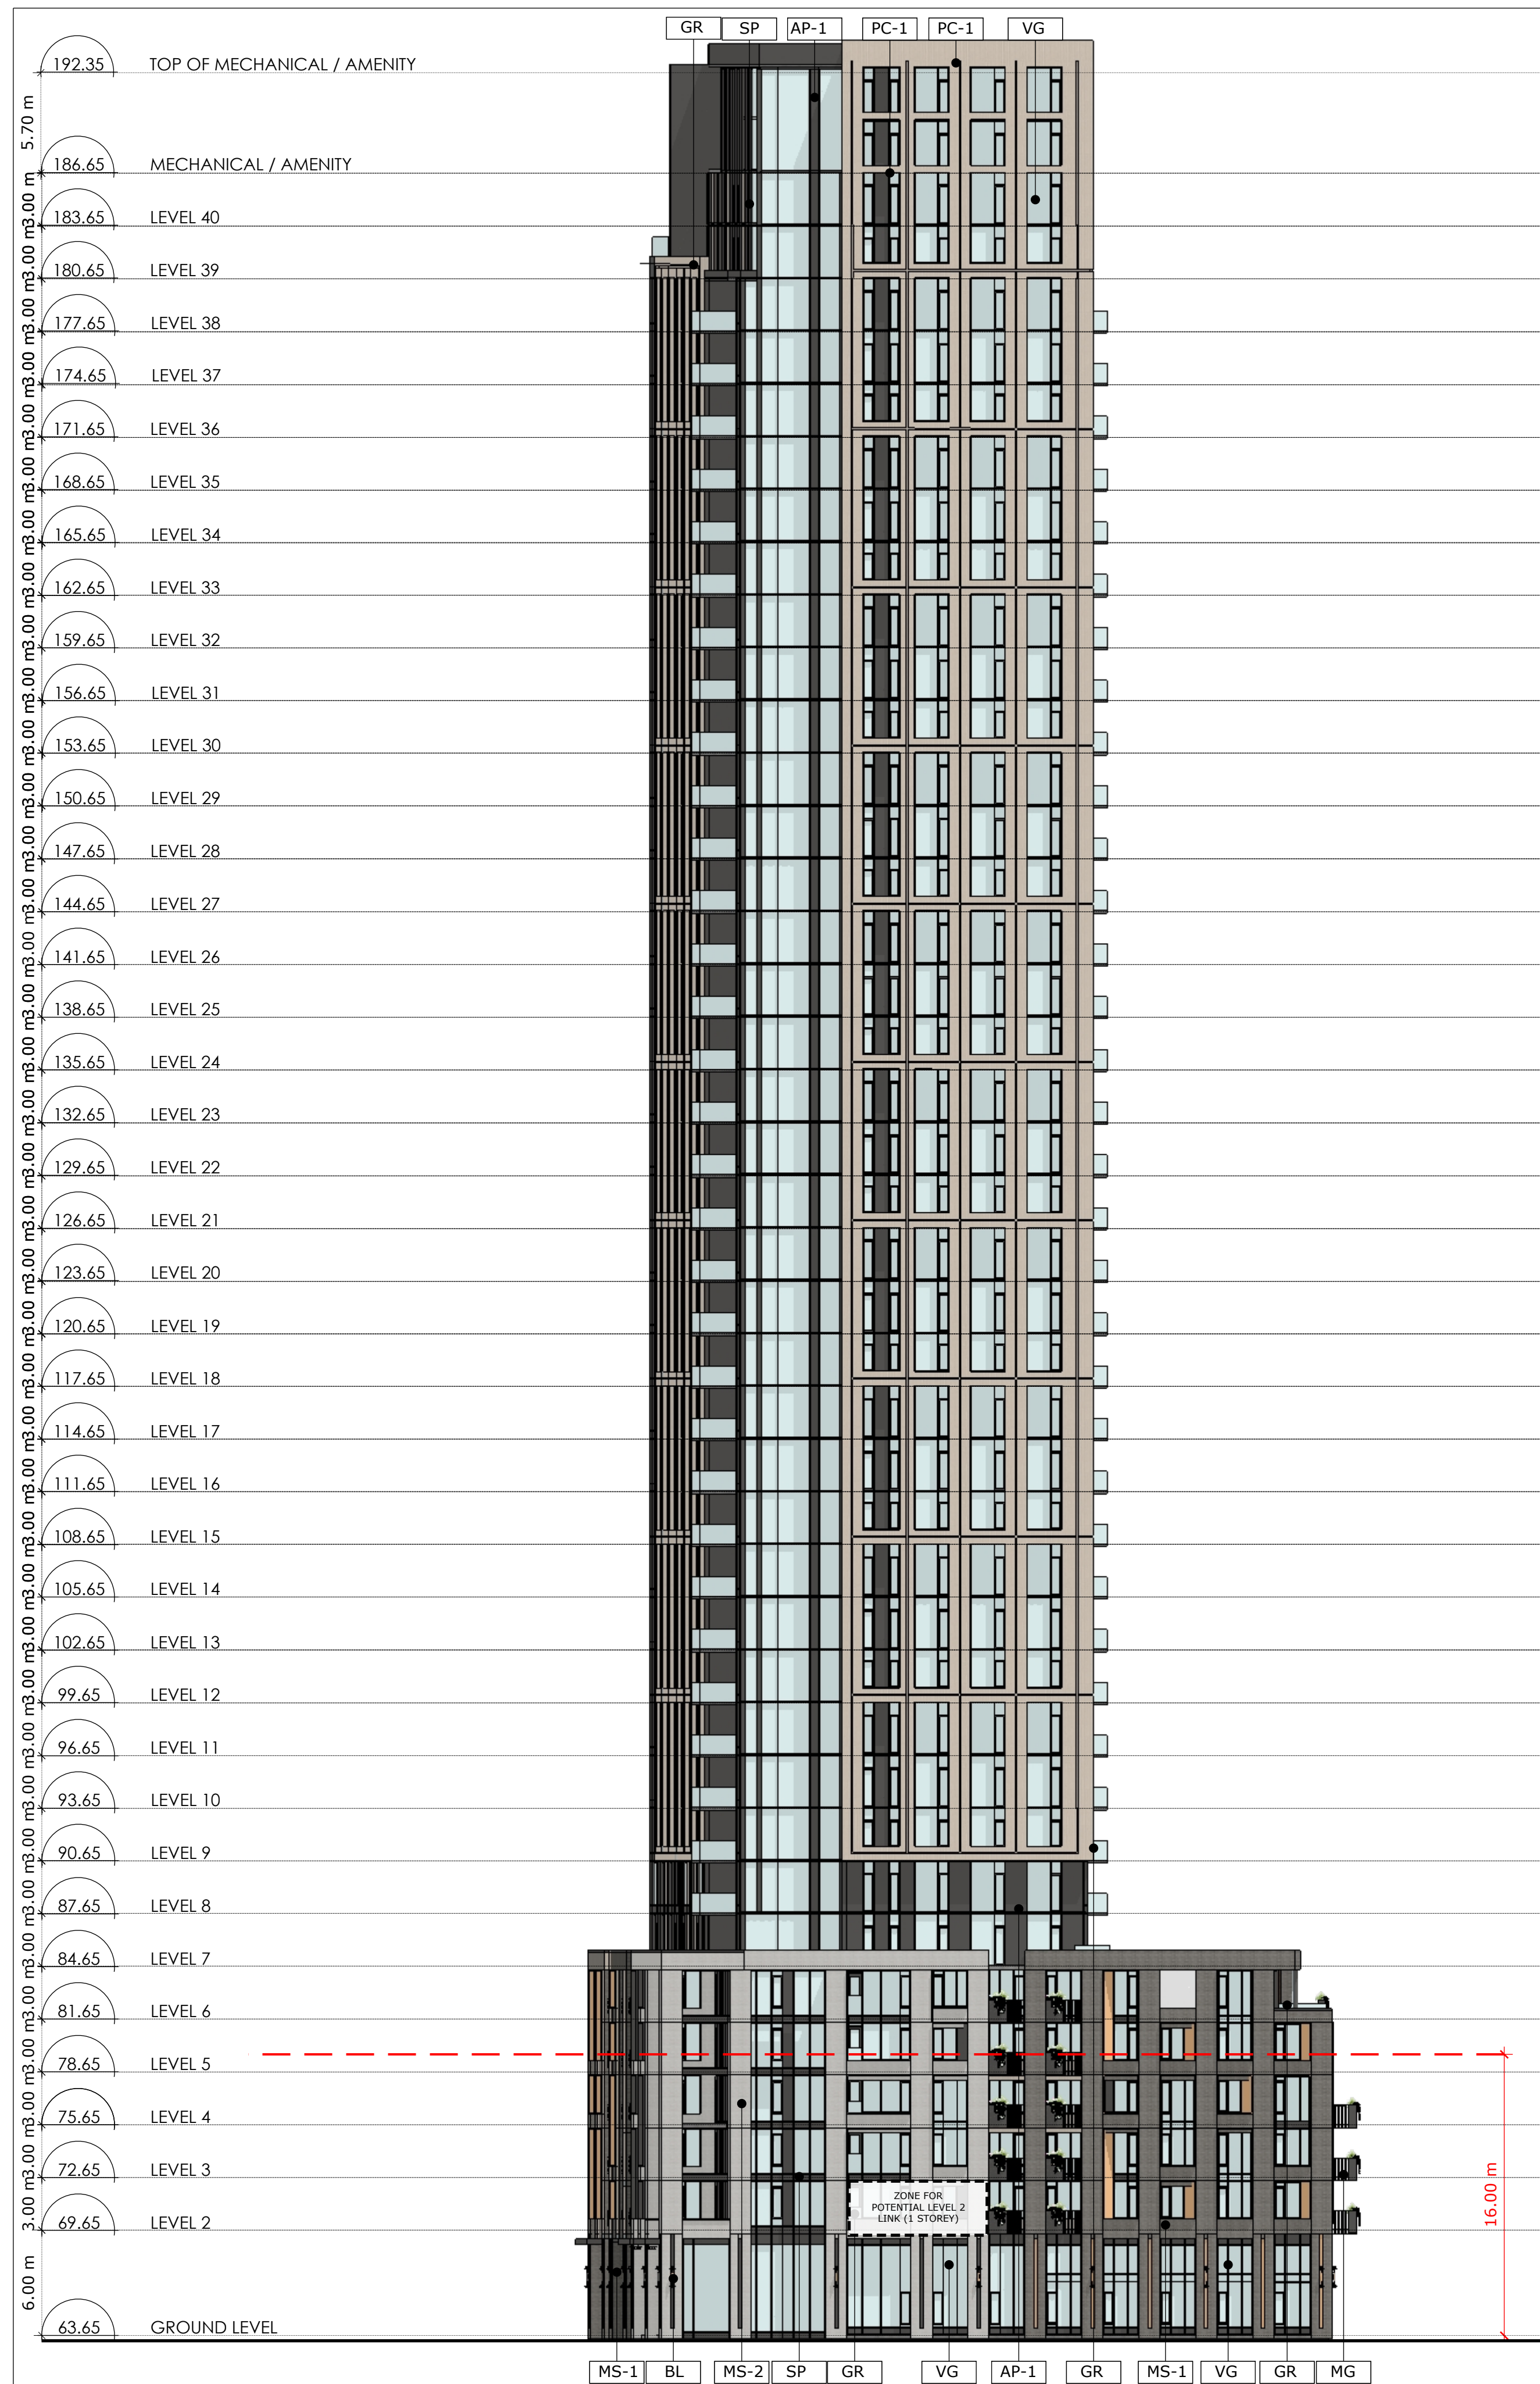 GR SP AP-1 PC-1 PC-1 VG
192.35 TOP OF MECHANICAL / AMENITY
5.70 m
186.65 MECHANICAL / AMENITY
3.00 m
183.65 LEVEL 40
3.00 m
180.65 LEVEL 39
3.00 m
177.65 LEVEL 38
3.00 m
174.65 LEVEL 37
3.00 m
171.65 LEVEL 36
3.00 m
168.65 LEVEL 35
3.00 m
165.65 LEVEL 34
3.00 m
162.65 LEVEL 33
3.00 m
159.65 LEVEL 32
3.00 m
156.65 LEVEL 31
3.00 m
153.65 LEVEL 30
3.00 m
150.65 LEVEL 29
3.00 m
147.65 LEVEL 28
3.00 m
144.65 LEVEL 27
3.00 m
141.65 LEVEL 26
3.00 m
138.65 LEVEL 25
3.00 m
135.65 LEVEL 24
3.00 m
132.65 LEVEL 23
3.00 m
129.65 LEVEL 22
3.00 m
126.65 LEVEL 21
3.00 m
123.65 LEVEL 20
3.00 m
120.65 LEVEL 19
3.00 m
117.65 LEVEL 18
3.00 m
114.65 LEVEL 17
3.00 m
111.65 LEVEL 16
3.00 m
108.65 LEVEL 15
3.00 m
105.65 LEVEL 14
3.00 m
102.65 LEVEL 13
3.00 m
99.65 LEVEL 12
3.00 m
96.65 LEVEL 11
3.00 m
93.65 LEVEL 10
3.00 m
90.65 LEVEL 9
3.00 m
87.65 LEVEL 8
3.00 m
84.65 LEVEL 7
3.00 m
81.65 LEVEL 6
3.00 m
78.65 LEVEL 5
3.00 m
75.65 LEVEL 4
3.00 m
72.65 LEVEL 3
3.00 m
69.65 LEVEL 2
ZONE FOR
POTENTIAL LEVEL 2
LINK (1 STOREY)
16.00 m
6.00 m
63.65 GROUND LEVEL
MS-1 BL MS-2 SP GR VG AP-1 GR MS-1 VG GR MG